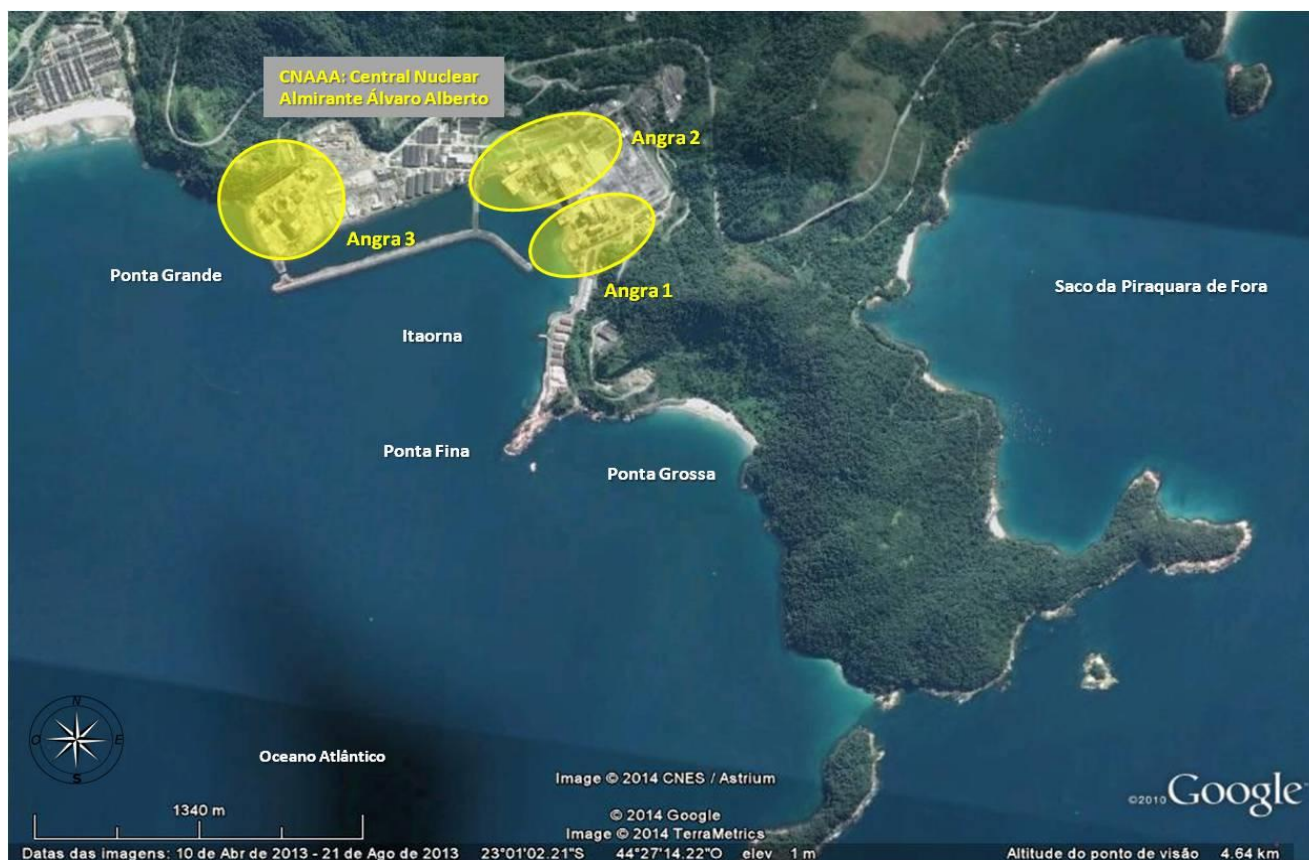 CNAAA: Central Nuclear
Almirante Álvaro Alberto
Angra 2
Angra 3
Angra 1
Ponta Grande
Saco da Piraquara de Fora
Itaorna
Ponta Fina
Ponta Grossa
N
O
E
S
Oceano Atlântico
Image © 2014 CNES / Astrium
©2010 Google
1340 m
© 2014 Google
Image © 2014 TerraMetrics
Datas das imagens: 10 de Abr de 2013 - 21 de Ago de 2013 23°01'02.21"S 44°27'14.22"O elev 1 m Altitude do ponto de visão 4.64 km